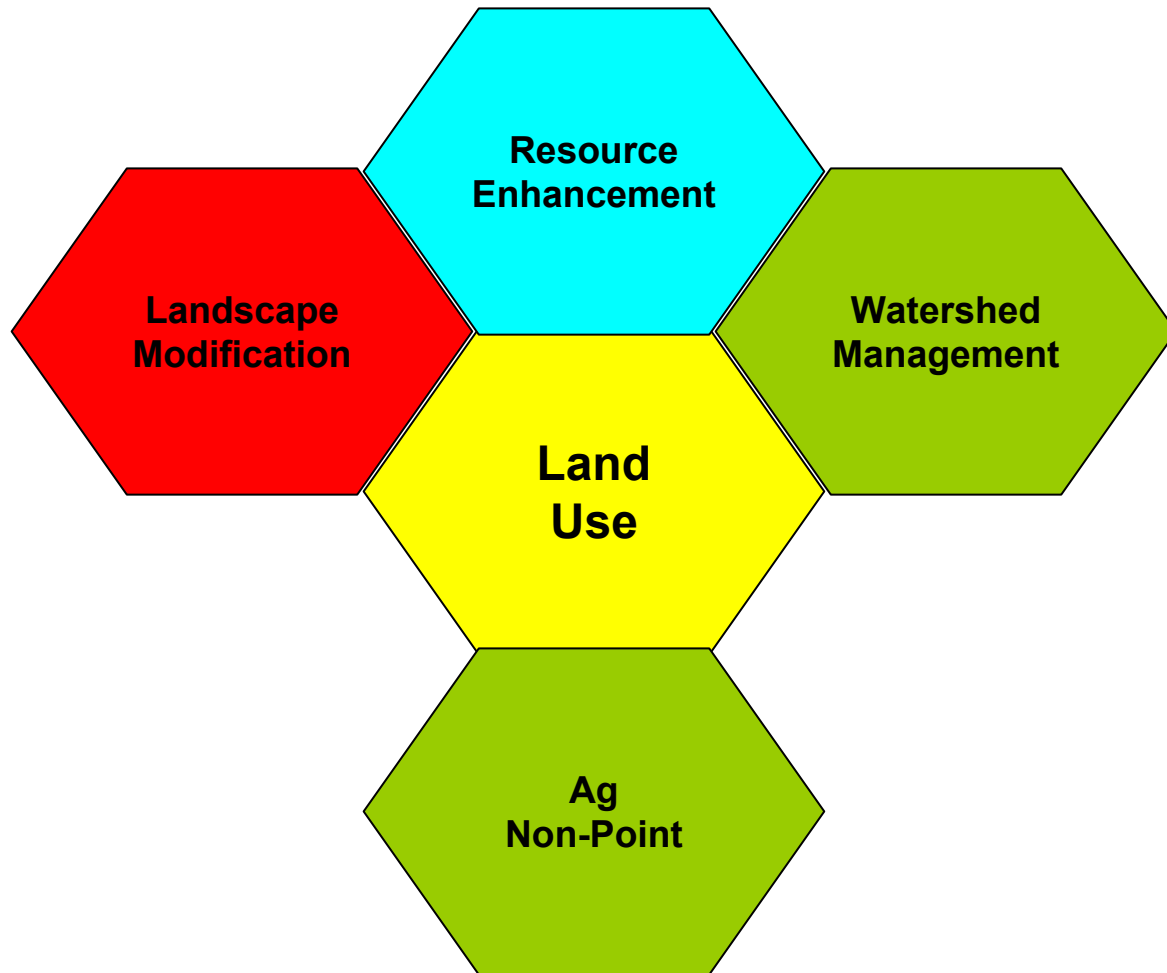 Resource
Enhancement
Landscape
Modification
Watershed
Management
Land
Use
Ag
Non-Point